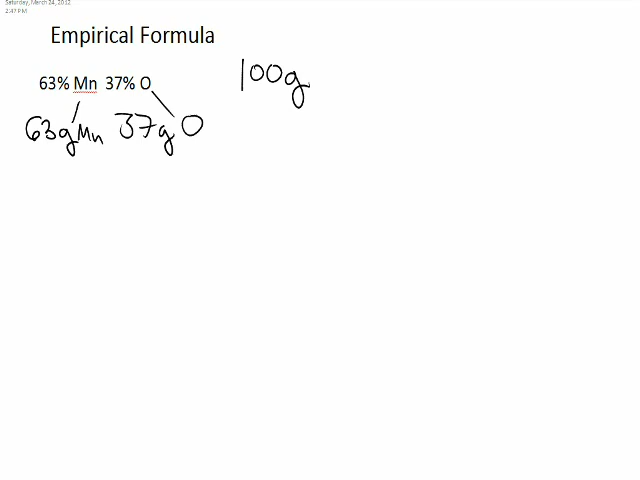 Saturday, March 24, 2012
2:47 PM
Empirical Formula
63% Mn 37% O
100g
63g Mn 37g O